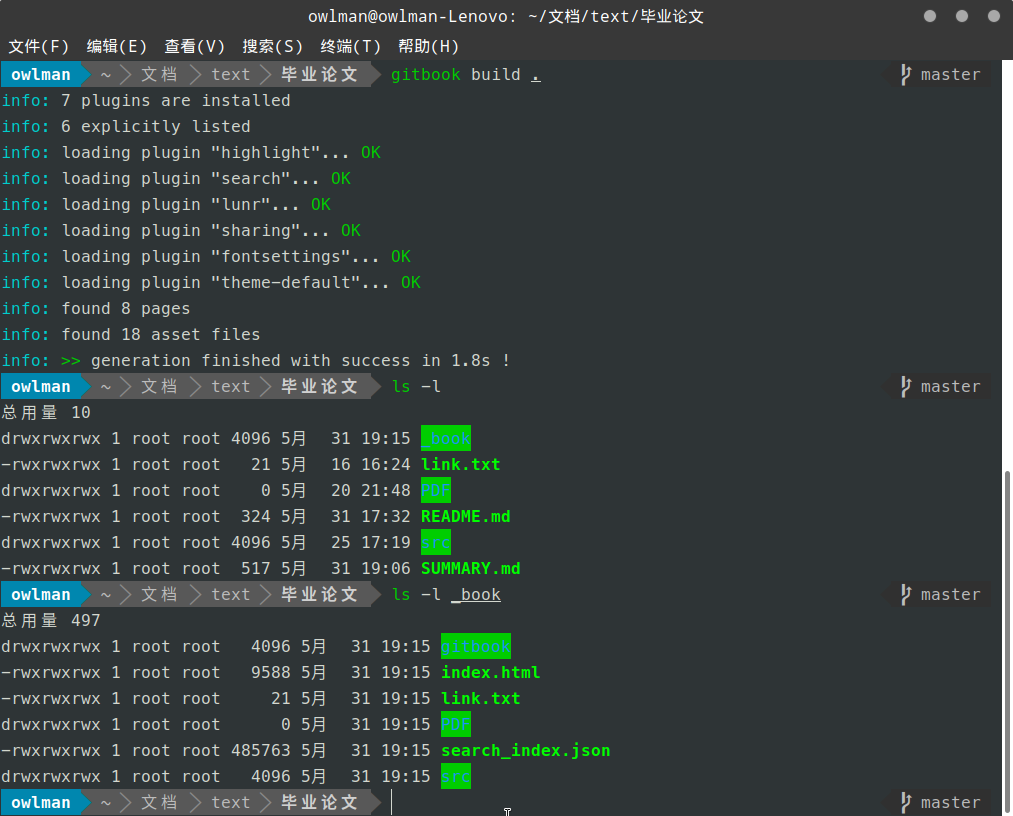 owlman@owlman-Lenovo: ~/文档/text/毕业论文
文件(F) 编辑(E) 查看(V) 搜索(S) 终端(T) 帮助(H)
owlman ~ 文档 text 毕业论文 gitbook build . master
info: 7 plugins are installed
info: 6 explicitly listed
info: loading plugin "highlight"... OK
info: loading plugin "search"... OK
info: loading plugin "lunr"... OK
info: loading plugin "sharing"... OK
info: loading plugin "fontsettings"... OK
info: loading plugin "theme-default"... OK
info: found 8 pages
info: found 18 asset files
info: >> generation finished with success in 1.8s !
owlman ~ 文档 text 毕业论文 ls -l master
总用量 10
drwxrwxrwx 1 root root 4096 5月 31 19:15 _book
-rwxrwxrwx 1 root root 21 5月 16 16:24 link.txt
drwxrwxrwx 1 root root 0 5月 20 21:48 PDF
-rwxrwxrwx 1 root root 324 5月 31 17:32 README.md
drwxrwxrwx 1 root root 4096 5月 25 17:19 src
-rwxrwxrwx 1 root root 517 5月 31 19:06 SUMMARY.md
owlman ~ 文档 text 毕业论文 ls -l _book master
总用量 497
drwxrwxrwx 1 root root 4096 5月 31 19:15 gitbook
-rwxrwxrwx 1 root root 9588 5月 31 19:15 index.html
-rwxrwxrwx 1 root root 21 5月 31 19:15 link.txt
drwxrwxrwx 1 root root 0 5月 31 19:15 PDF
-rwxrwxrwx 1 root root 485763 5月 31 19:15 search_index.json
drwxrwxrwx 1 root root 4096 5月 31 19:15 src
owlman ~ 文档 text 毕业论文 master